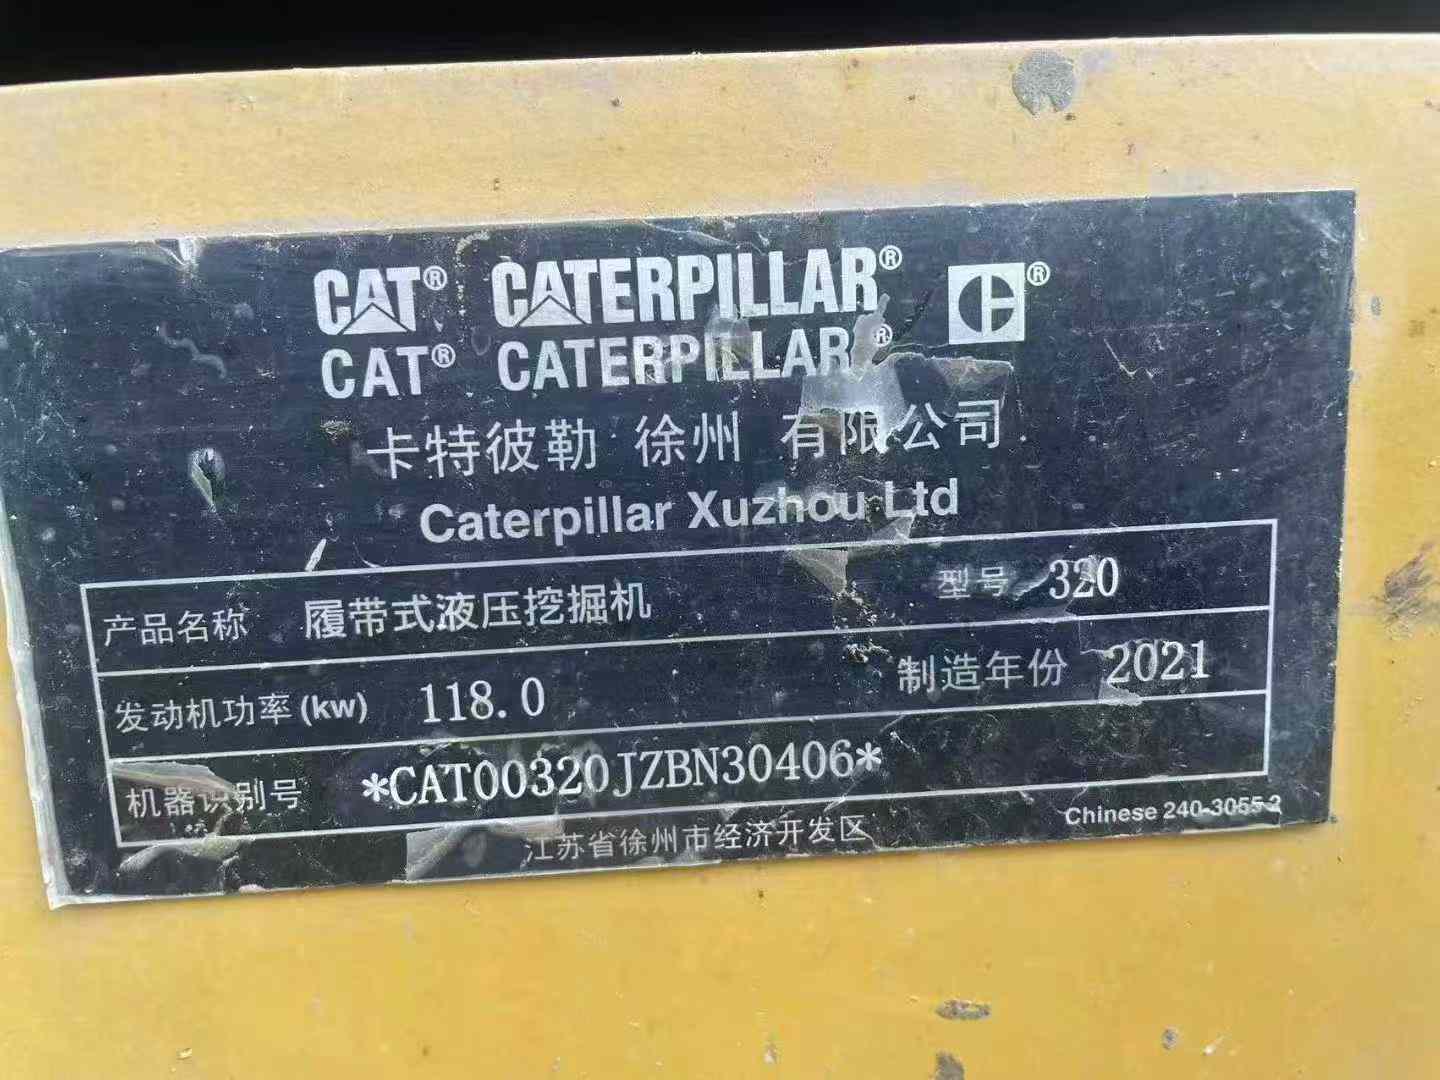 CAT® CATERPILLAR® ®
CAT® CATERPILLAR®
卡特彼勒 徐州 有限公司
Caterpillar Xuzhou Ltd
产品名称 履带式液压挖掘机 型号 320
发动机功率(kw) 118.0 制造年份 2021
机器识别号 *CAT00320JZBN30406*
江苏省徐州市经济开发区 Chinese 240-3055 2